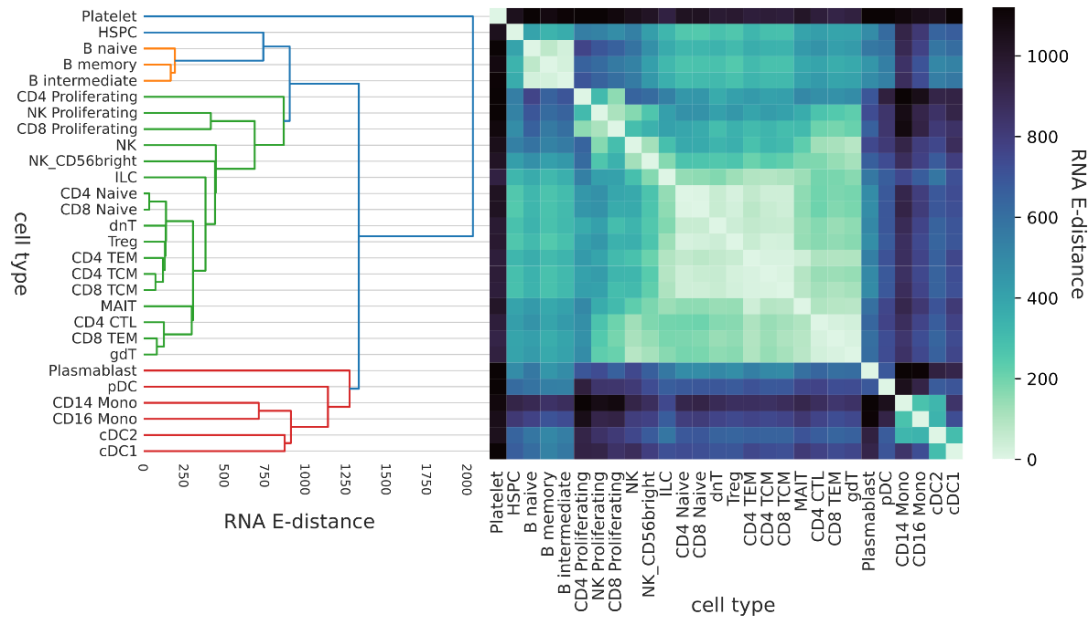 Platelet
HSPC
B naive
B memory
B intermediate
CD4 Proliferating
NK Proliferating
CD8 Proliferating
NK
NK_CD56bright
ILC
CD4 Naive
CD8 Naive
dnT
Treg
CD4 TEM
CD4 TCM
CD8 TCM
MAIT
CD4 CTL
CD8 TEM
gdT
Plasmablast
pDC
CD14 Mono
CD16 Mono
cDC2
cDC1
cell type
0
250
500
750
1000
1250
1500
1750
2000
RNA E-distance
Platelet
HSPC
B naive
B memory
B intermediate
CD4 Proliferating
NK Proliferating
CD8 Proliferating
NK
NK_CD56bright
ILC
CD4 Naive
CD8 Naive
dnT
Treg
CD4 TEM
CD4 TCM
CD8 TCM
MAIT
CD4 CTL
CD8 TEM
gdT
Plasmablast
pDC
CD14 Mono
CD16 Mono
cDC2
cDC1
cell type
1000
800
600
400
200
0
RNA E-distance